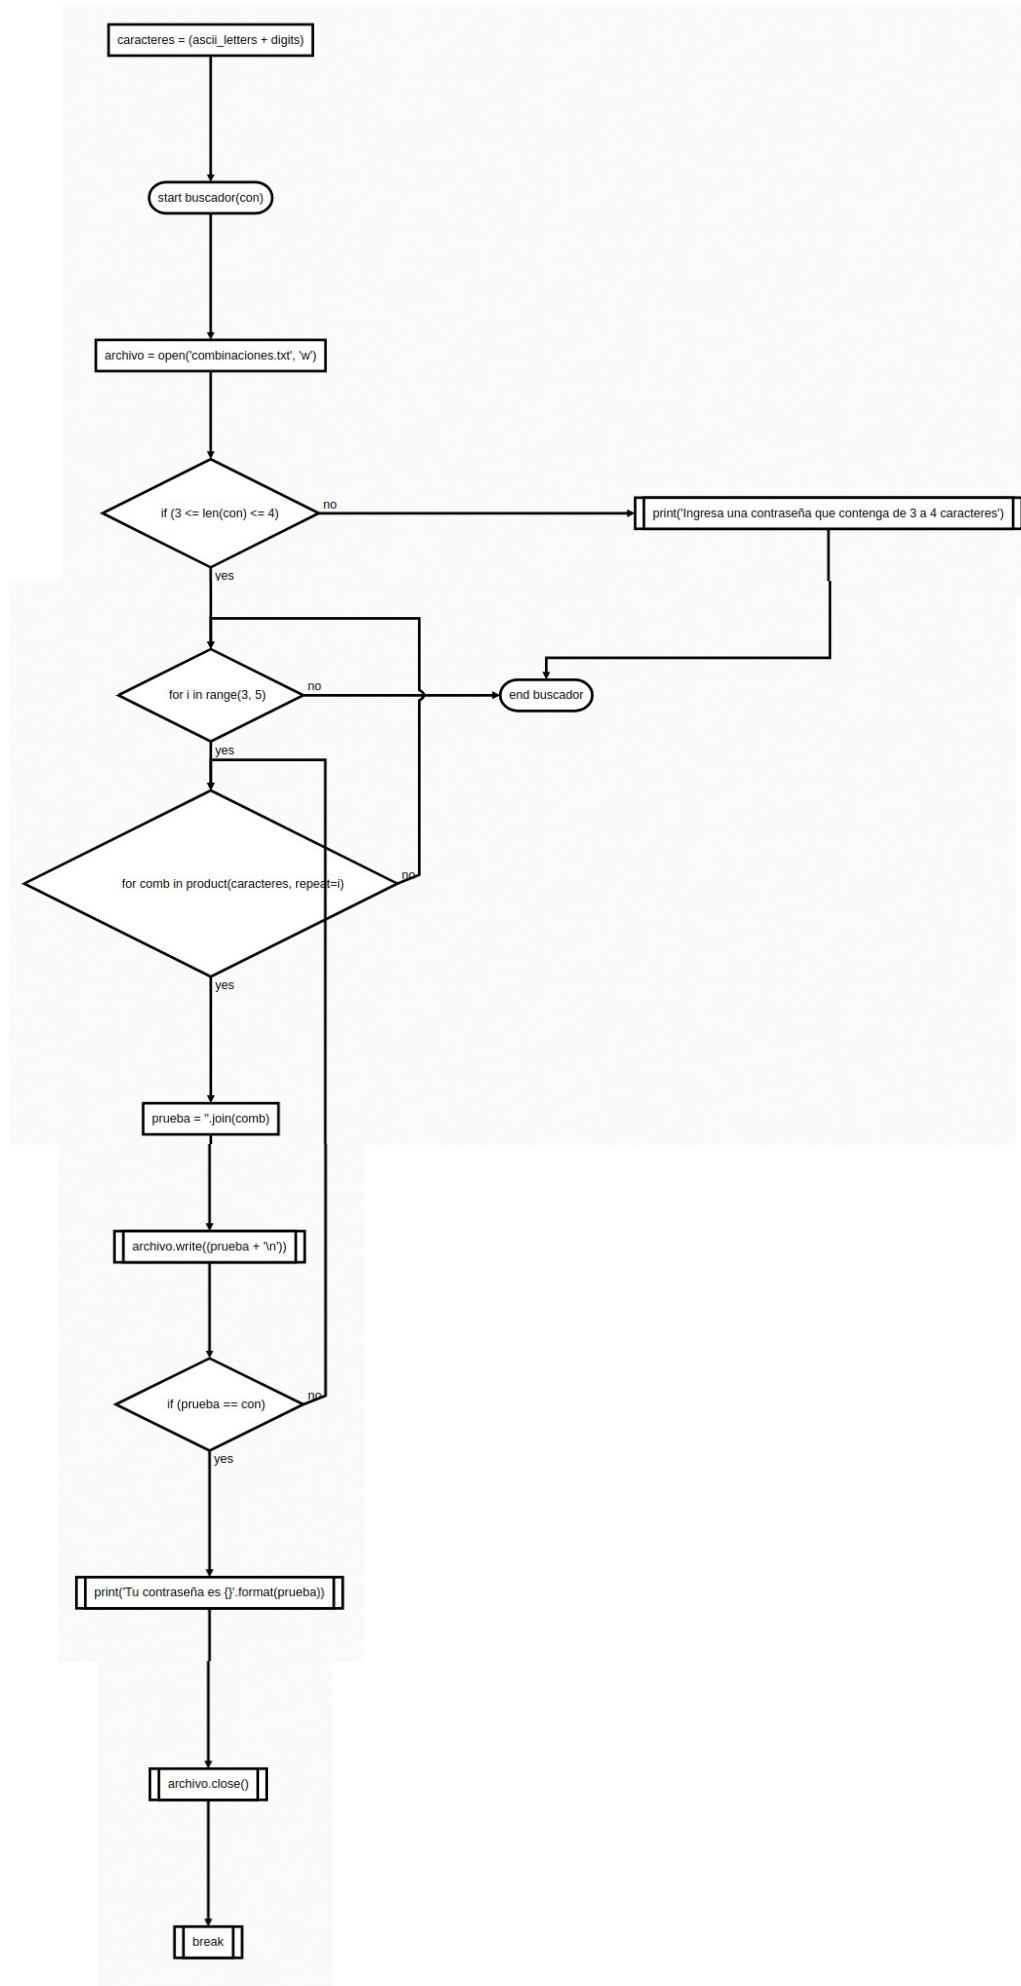 caracteres = (ascii_letters + digits)
start buscador(con)
archivo = open('combinaciones.txt', 'w')
if (3 <= len(con) <= 4)
no
print('Ingresa una contraseña que contenga de 3 a 4 caracteres')
yes
for i in range(3, 5)
no
end buscador
yes
for comb in product(caracteres, repeat=i)
no
yes
prueba = ''.join(comb)
archivo.write((prueba + '\n'))
if (prueba == con)
no
yes
print('Tu contraseña es {}'.format(prueba))
archivo.close()
break